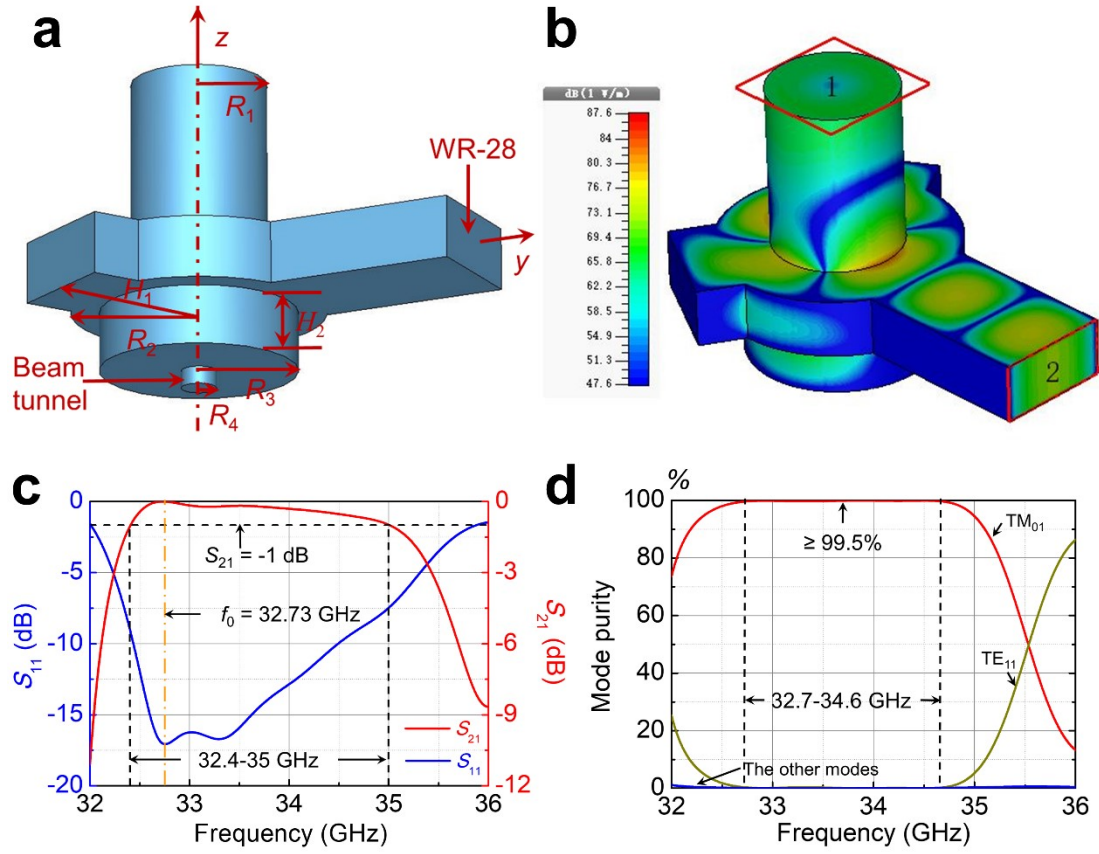 a
z
R1
WR-28
y
H1
H2
R2
Beam
tunnel
R3
R4
b
dB(1 V/m)
87.6
84
80.3
76.7
73.1
69.4
65.8
62.2
58.5
54.9
51.3
47.6
1
2
c
0
-5
-10
-15
-20
S11 (dB)
0
-3
-6
-9
-12
S21 (dB)
S21 = -1 dB
f0 = 32.73 GHz
32.4-35 GHz
S21
S11
32 33 34 35 36
Frequency (GHz)
d
%
100
80
60
40
20
0
Mode purity
TM01
≥ 99.5%
TE11
32.7-34.6 GHz
The other modes
32 33 34 35 36
Frequency (GHz)